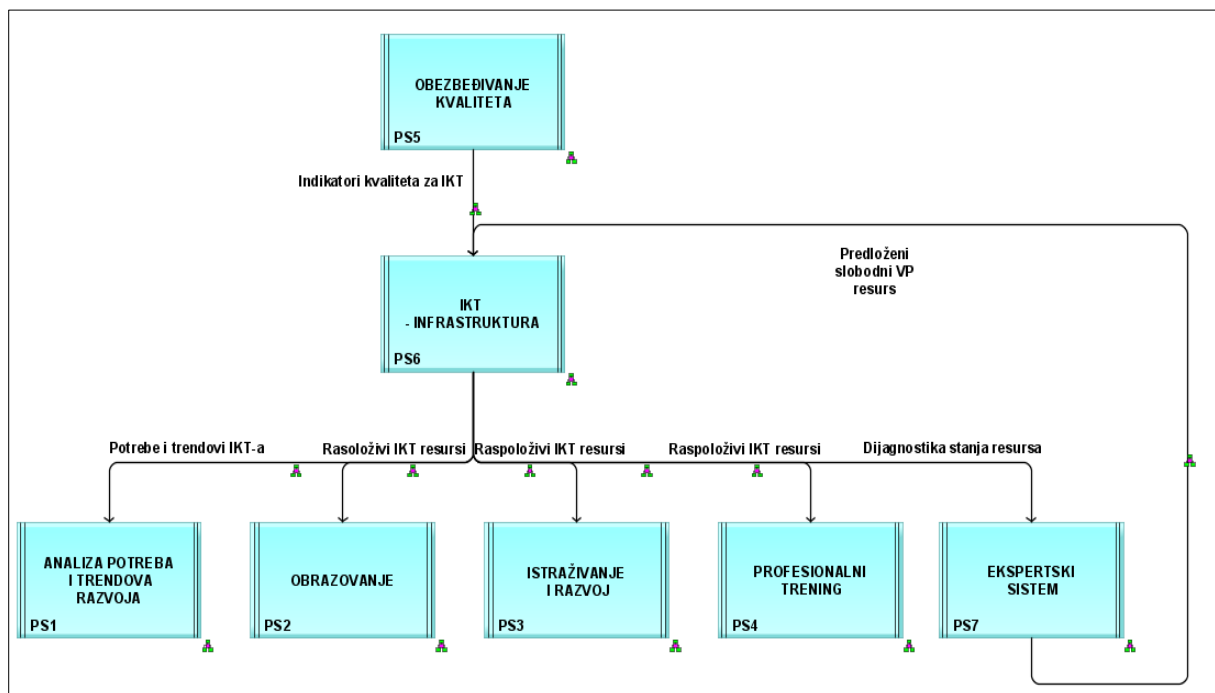 OBEZBEĐIVANJE
KVALITETA
PS5
Indikatori kvaliteta za IKT
Predloženi
slobodni VP
resurs
IKT
- INFRASTRUKTURA
PS6
Potrebe i trendovi IKT-a
Rasoloživi IKT resursi
Raspoloživi IKT resursi
Raspoloživi IKT resursi
Dijagnostika stanja resursa
ANALIZA POTREBA
I TRENDOVA
RAZVOJA
PS1
OBRAZOVANJE
PS2
ISTRAŽIVANJE
I RAZVOJ
PS3
PROFESIONALNI
TRENING
PS4
EKSPERTSKI
SISTEM
PS7